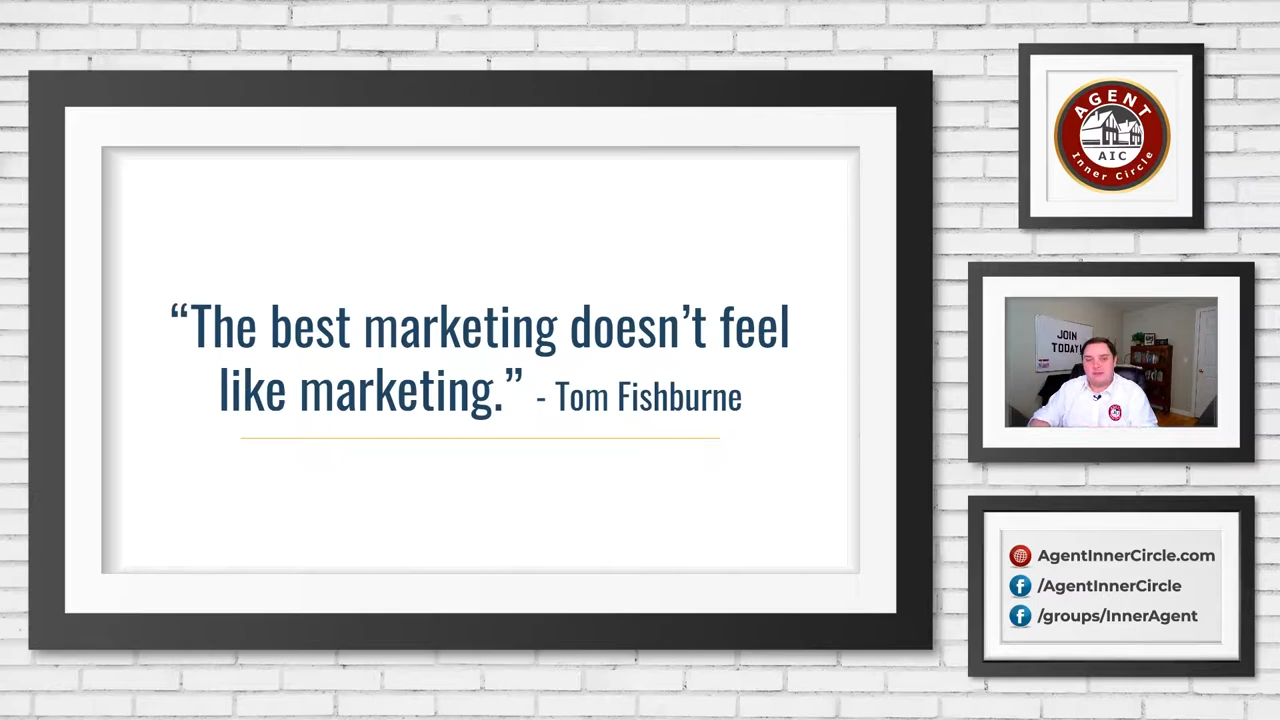 “The best marketing doesn’t feel
like marketing.” - Tom Fishburne
AGENT
AIC
Inner Circle
JOIN
TODAY!
AgentInnerCircle.com
/AgentInnerCircle
/groups/InnerAgent